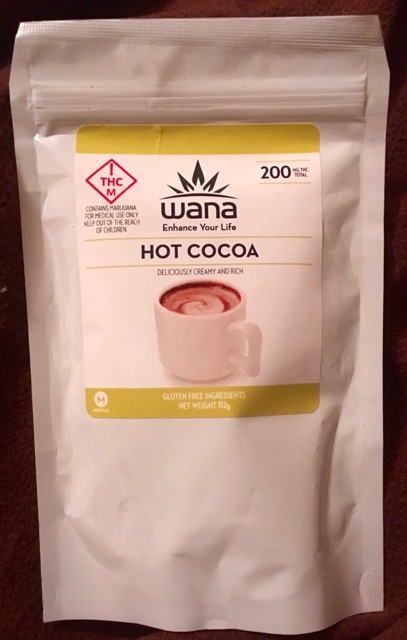 !
THC
M
CONTAINS MARIJUANA
FOR MEDICAL USE ONLY
KEEP OUT OF THE REACH
OF CHILDREN
200 MG THC
TOTAL
wana
Enhance Your Life
HOT COCOA
DELICIOUSLY CREAMY AND RICH
M
MEDICAL
GLUTEN FREE INGREDIENTS
NET WEIGHT 112g